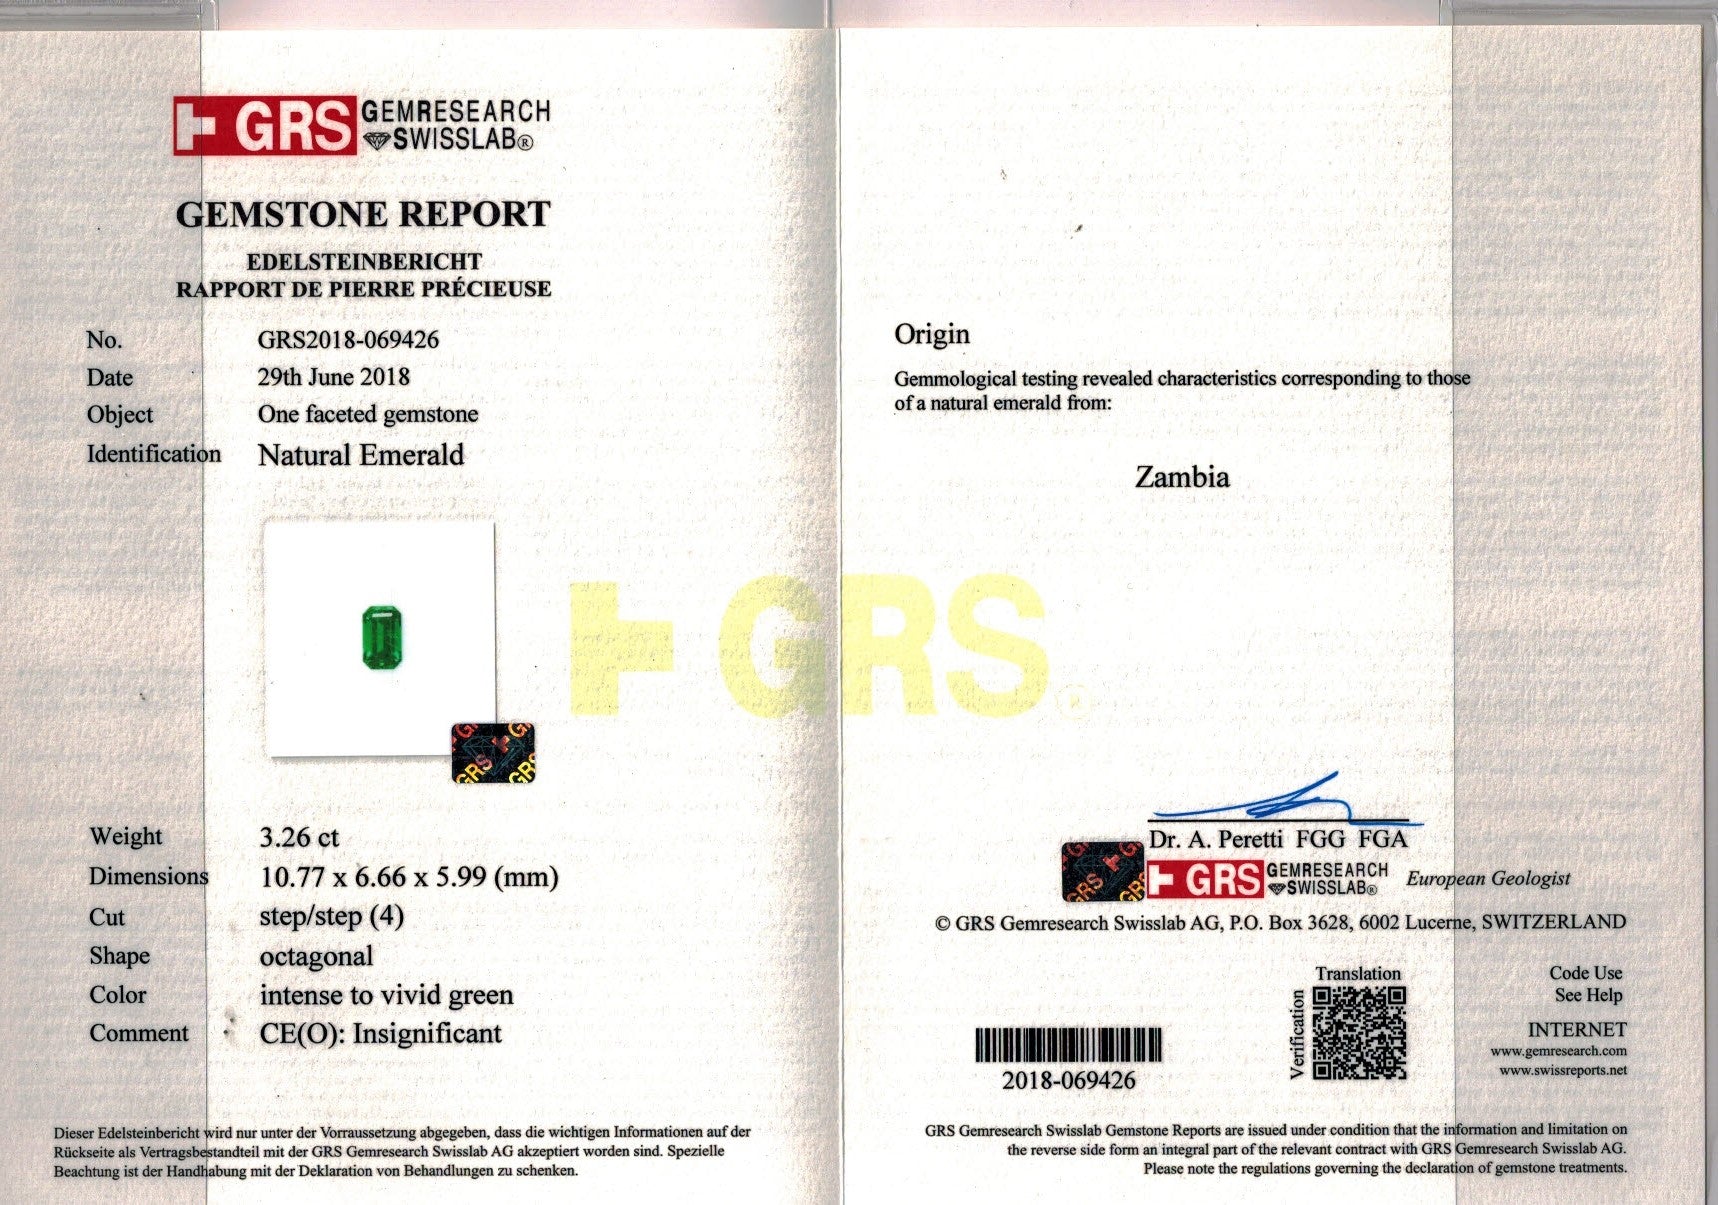 GRS GEMRESEARCH
SWISSLAB®
GEMSTONE REPORT
EDELSTEINBERICHT
RAPPORT DE PIERRE PRÉCIEUSE
No. GRS2018-069426
Date 29th June 2018
Object One faceted gemstone
Identification Natural Emerald
GRS
GRS
Weight 3.26 ct
Dimensions 10.77 x 6.66 x 5.99 (mm)
Cut step/step (4)
Shape octagonal
Color intense to vivid green
Comment CE(O): Insignificant
Dieser Edelsteinbericht wird nur unter der Vorraussetzung abgegeben, dass die wichtigen Informationen auf der
Rückseite als Vertragsbestandteil mit der GRS Gemresearch Swisslab AG akzeptiert worden sind. Spezielle
Beachtung ist der Handhabung mit der Deklaration von Behandlungen zu schenken.
GRS®
Origin
Gemmological testing revealed characteristics corresponding to those
of a natural emerald from:
Zambia
Dr. A. Peretti FGG FGA
GRS
GRS GEMRESEARCH
SWISSLAB®
European Geologist
© GRS Gemresearch Swisslab AG, P.O. Box 3628, 6002 Lucerne, SWITZERLAND
2018-069426
Translation
Verification
Code Use
See Help
INTERNET
www.gemresearch.com
www.swissreports.net
GRS Gemresearch Swisslab Gemstone Reports are issued under condition that the information and limitation on
the reverse side form an integral part of the relevant contract with GRS Gemresearch Swisslab AG.
Please note the regulations governing the declaration of gemstone treatments.